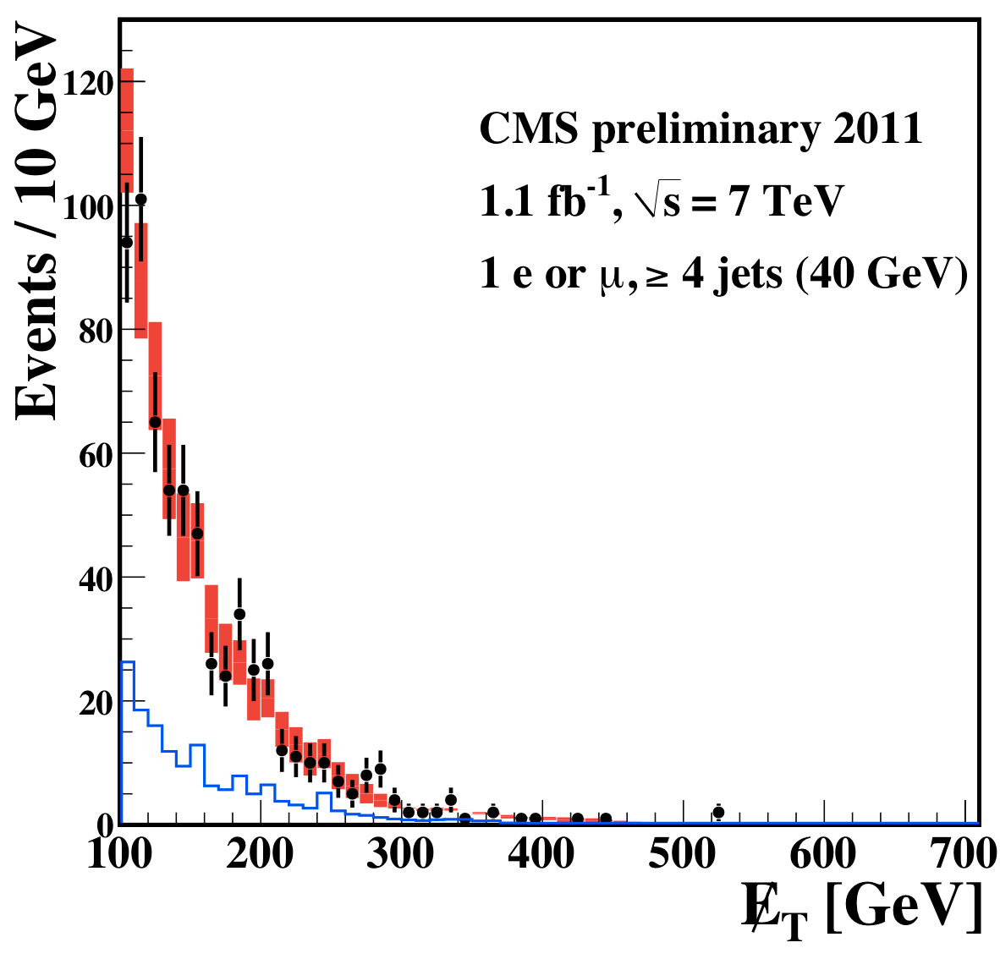 Events / 10 GeV
120
100
80
60
40
20
0
CMS preliminary 2011
1.1 fb⁻¹, √s = 7 TeV
1 e or μ, ≥ 4 jets (40 GeV)
100 200 300 400 500 600 700
E̸T [GeV]